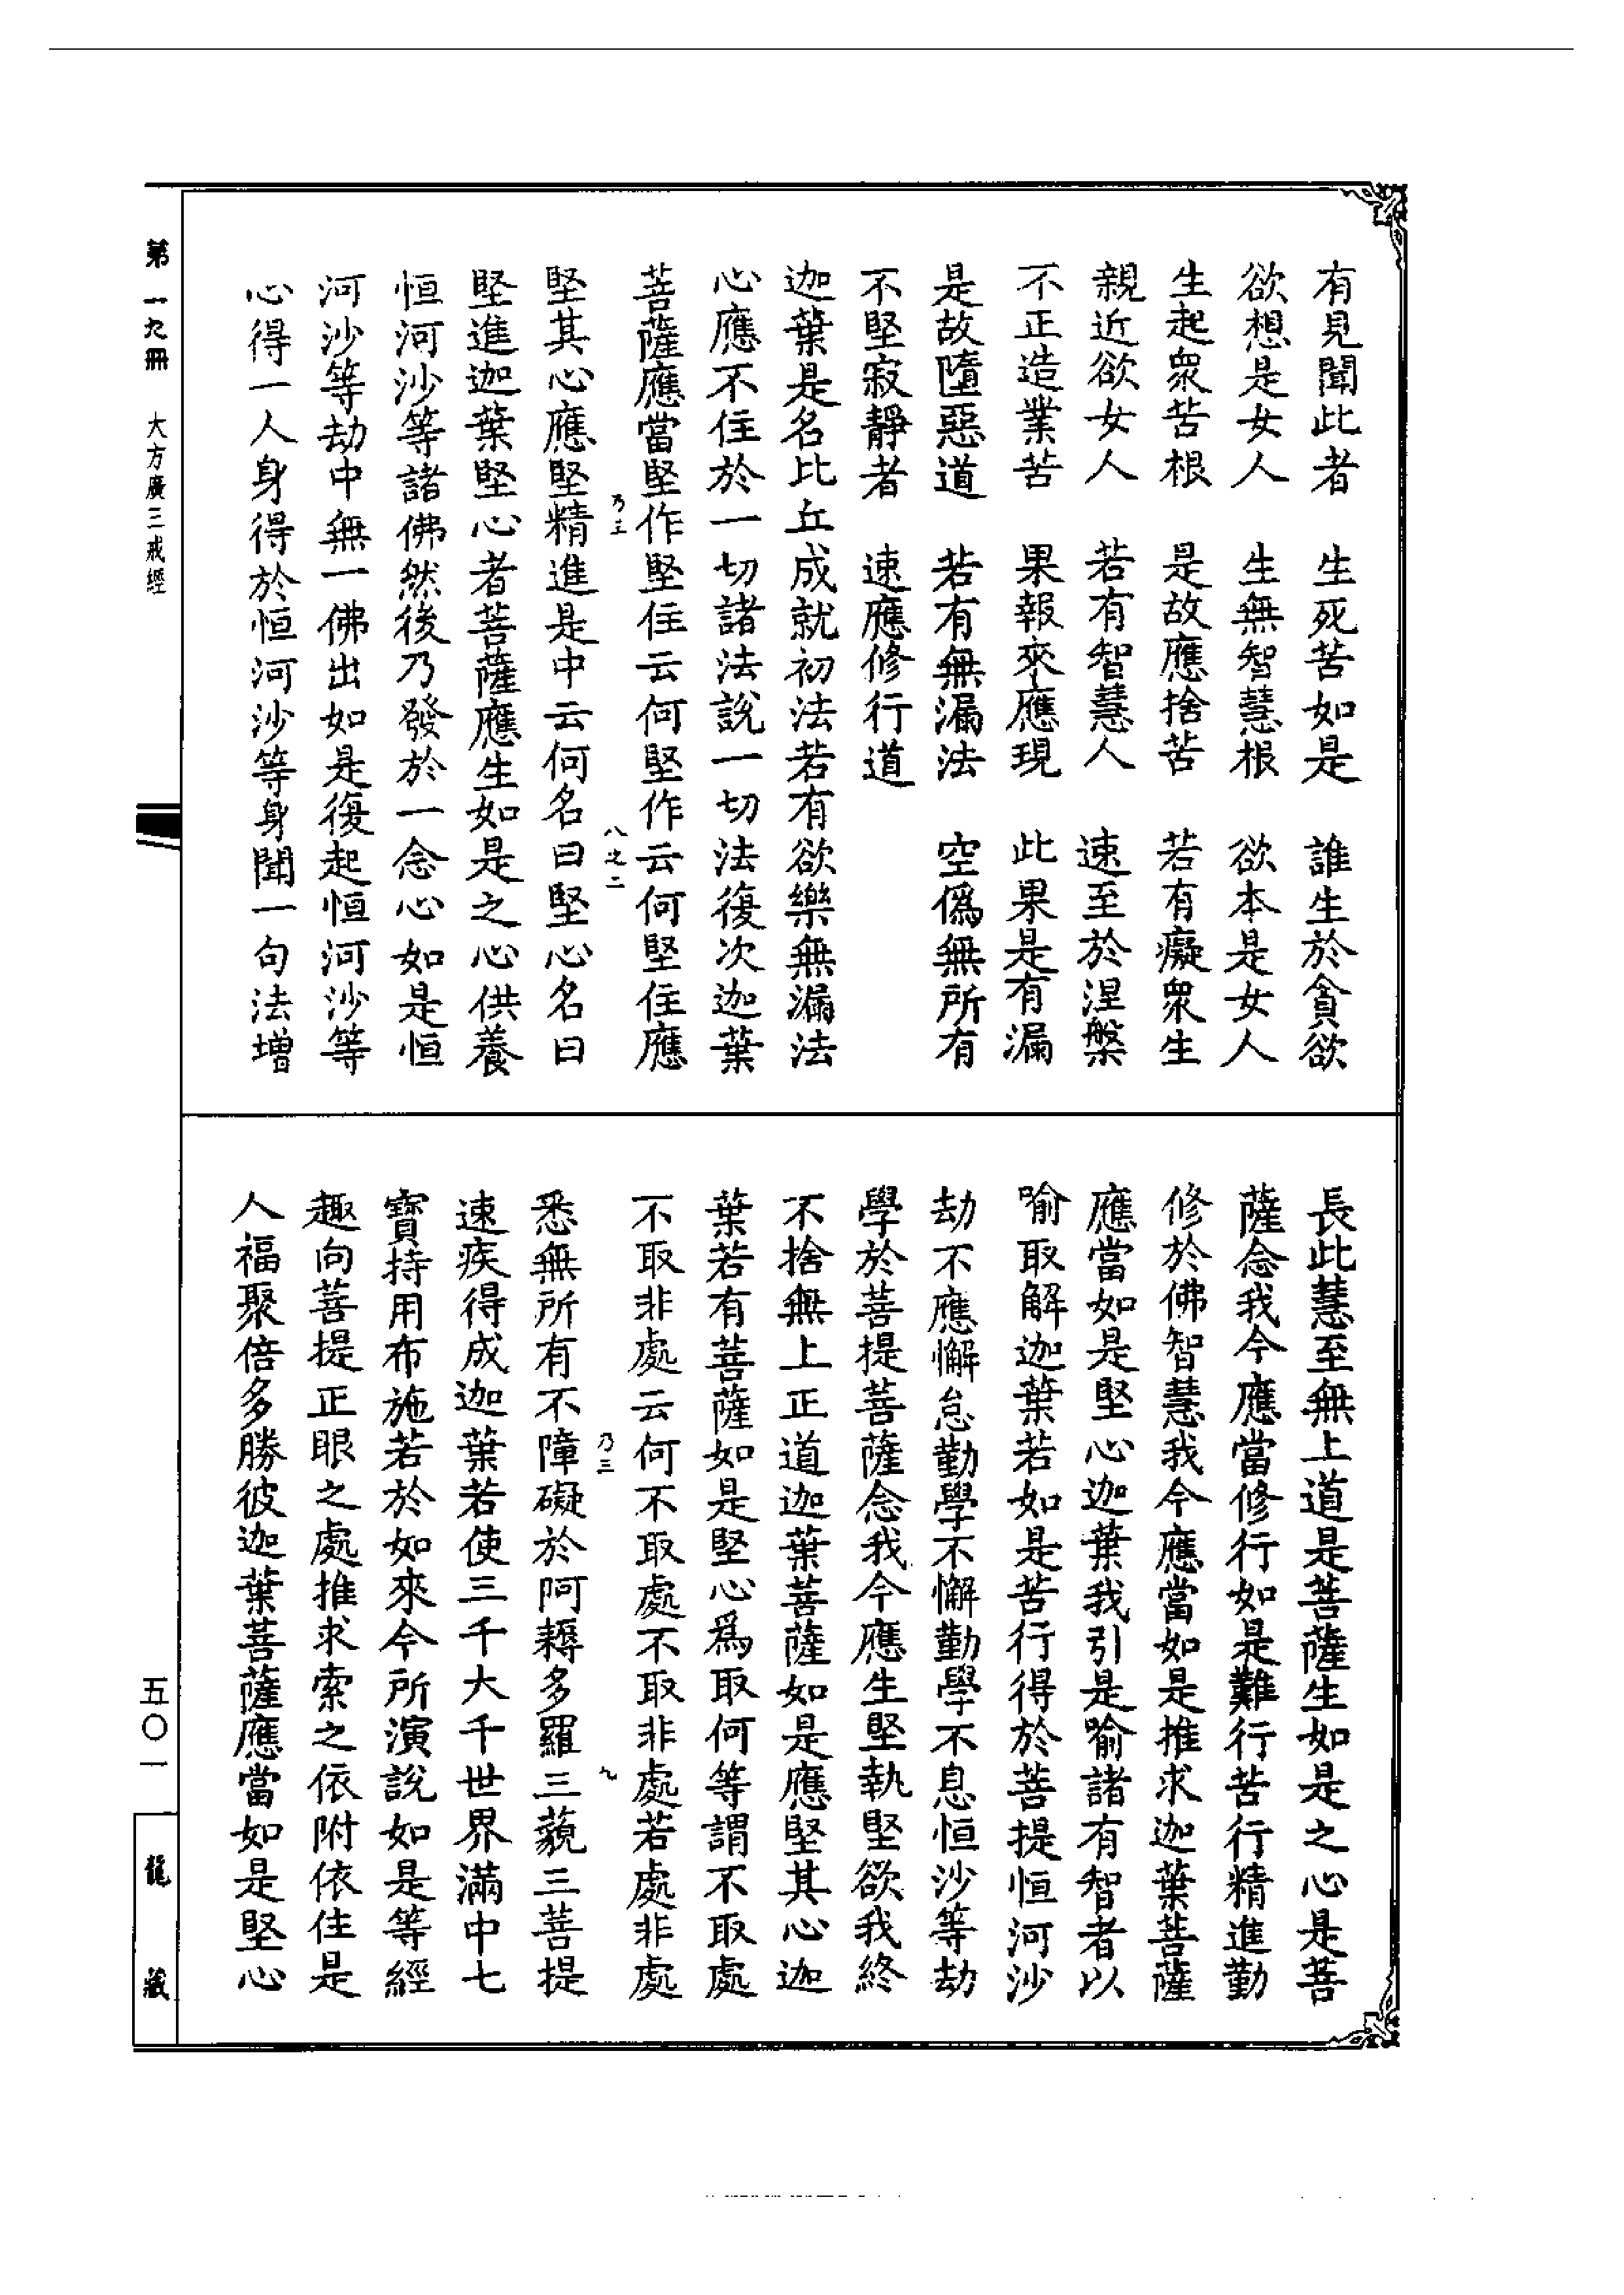 有見聞此者　生死苦如是　誰生於貪欲
欲想是女人　生無智慧根　欲本是女人
生起衆苦根　是故應捨苦　若有癡衆生
親近欲女人　若有智慧人　速至於涅槃
不正造業苦　果報來應現　此果是有漏
是故墮惡道　若有無漏法　空僞無所有
不堅寂靜者　速應修行道
迦葉是名比丘成就初法若有欲樂無漏法
心應不住於一切諸法說一切法復次迦葉
菩薩應當堅作堅住云何堅作云何堅住應
乃三　八之二
堅其心應堅精進是中云何名曰堅心名曰
堅進迦葉堅心者菩薩應生如是之心供養
恒河沙等諸佛然後乃發於一念心如是恒
河沙等劫中無一佛出如是復起恒河沙等
心得一人身得於恒河沙等身聞一句法增
長此慧至無上道是菩薩生如是之心是菩
薩念我今應當修行如是難行苦行精進勤
修於佛智慧我今應當如是推求迦葉菩薩
應當如是堅心迦葉我引是喻諸有智者以
喻取解迦葉若如是苦行得於菩提恒河沙
劫不應懈怠勤學不懈勤學不息恒沙等劫
學於菩提菩薩念我今應生堅執堅欲我終
不捨無上正道迦葉菩薩如是應堅其心迦
葉若有菩薩如是堅心爲取何等謂不取處
不取非處云何不取處不取非處若處非處
乃三　九
悉無所有不障礙於阿耨多羅三藐三菩提
速疾得成迦葉若使三千大千世界滿中七
寶持用布施若於如來今所演說如是等經
趣向菩提正眼之處推求索之依附依住是
人福聚倍多勝彼迦葉菩薩應當如是堅心
第一九冊　大方廣三戒經
五〇一
龍藏